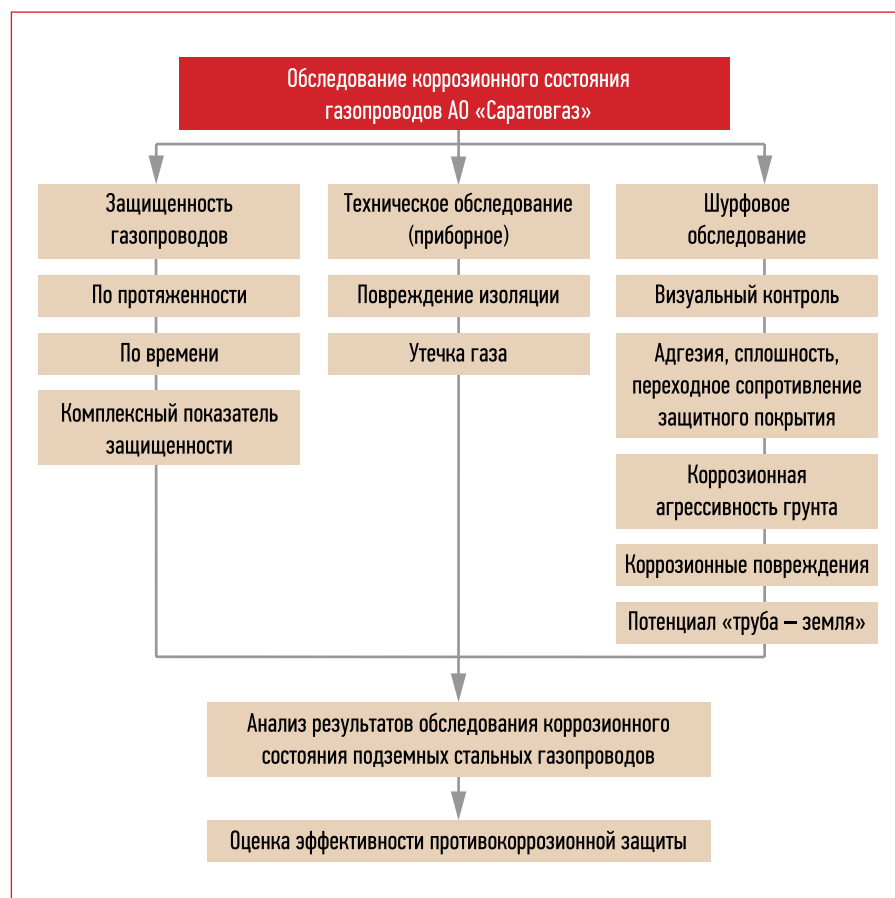 Обследование коррозионного состояния
газопроводов АО «Саратовгаз»
Защищенность
газопроводов
По протяженности
По времени
Комплексный показатель
защищенности
Техническое обследование
(приборное)
Повреждение изоляции
Утечка газа
Шурфовое
обследование
Визуальный контроль
Адгезия, сплошность,
переходное сопротивление
защитного покрытия
Коррозионная
агрессивность грунта
Коррозионные повреждения
Потенциал «труба – земля»
Анализ результатов обследования коррозионного
состояния подземных стальных газопроводов
Оценка эффективности противокоррозионной защиты